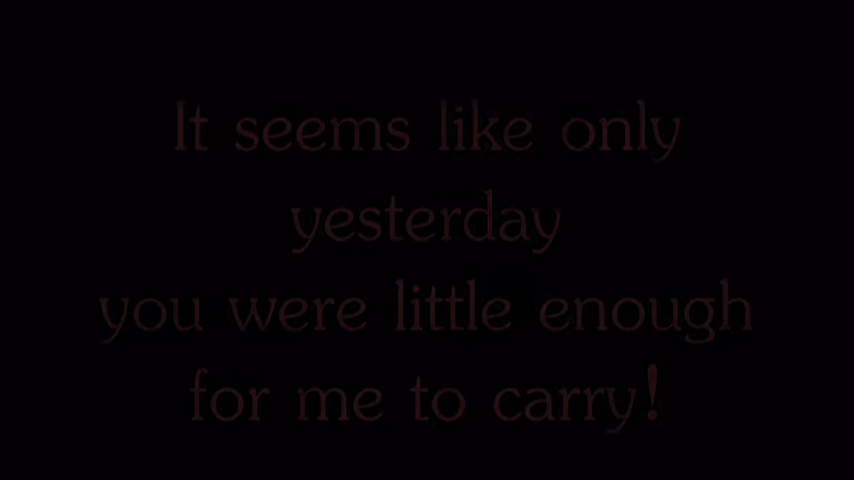 It seems like only
yesterday
you were little enough
for me to carry!